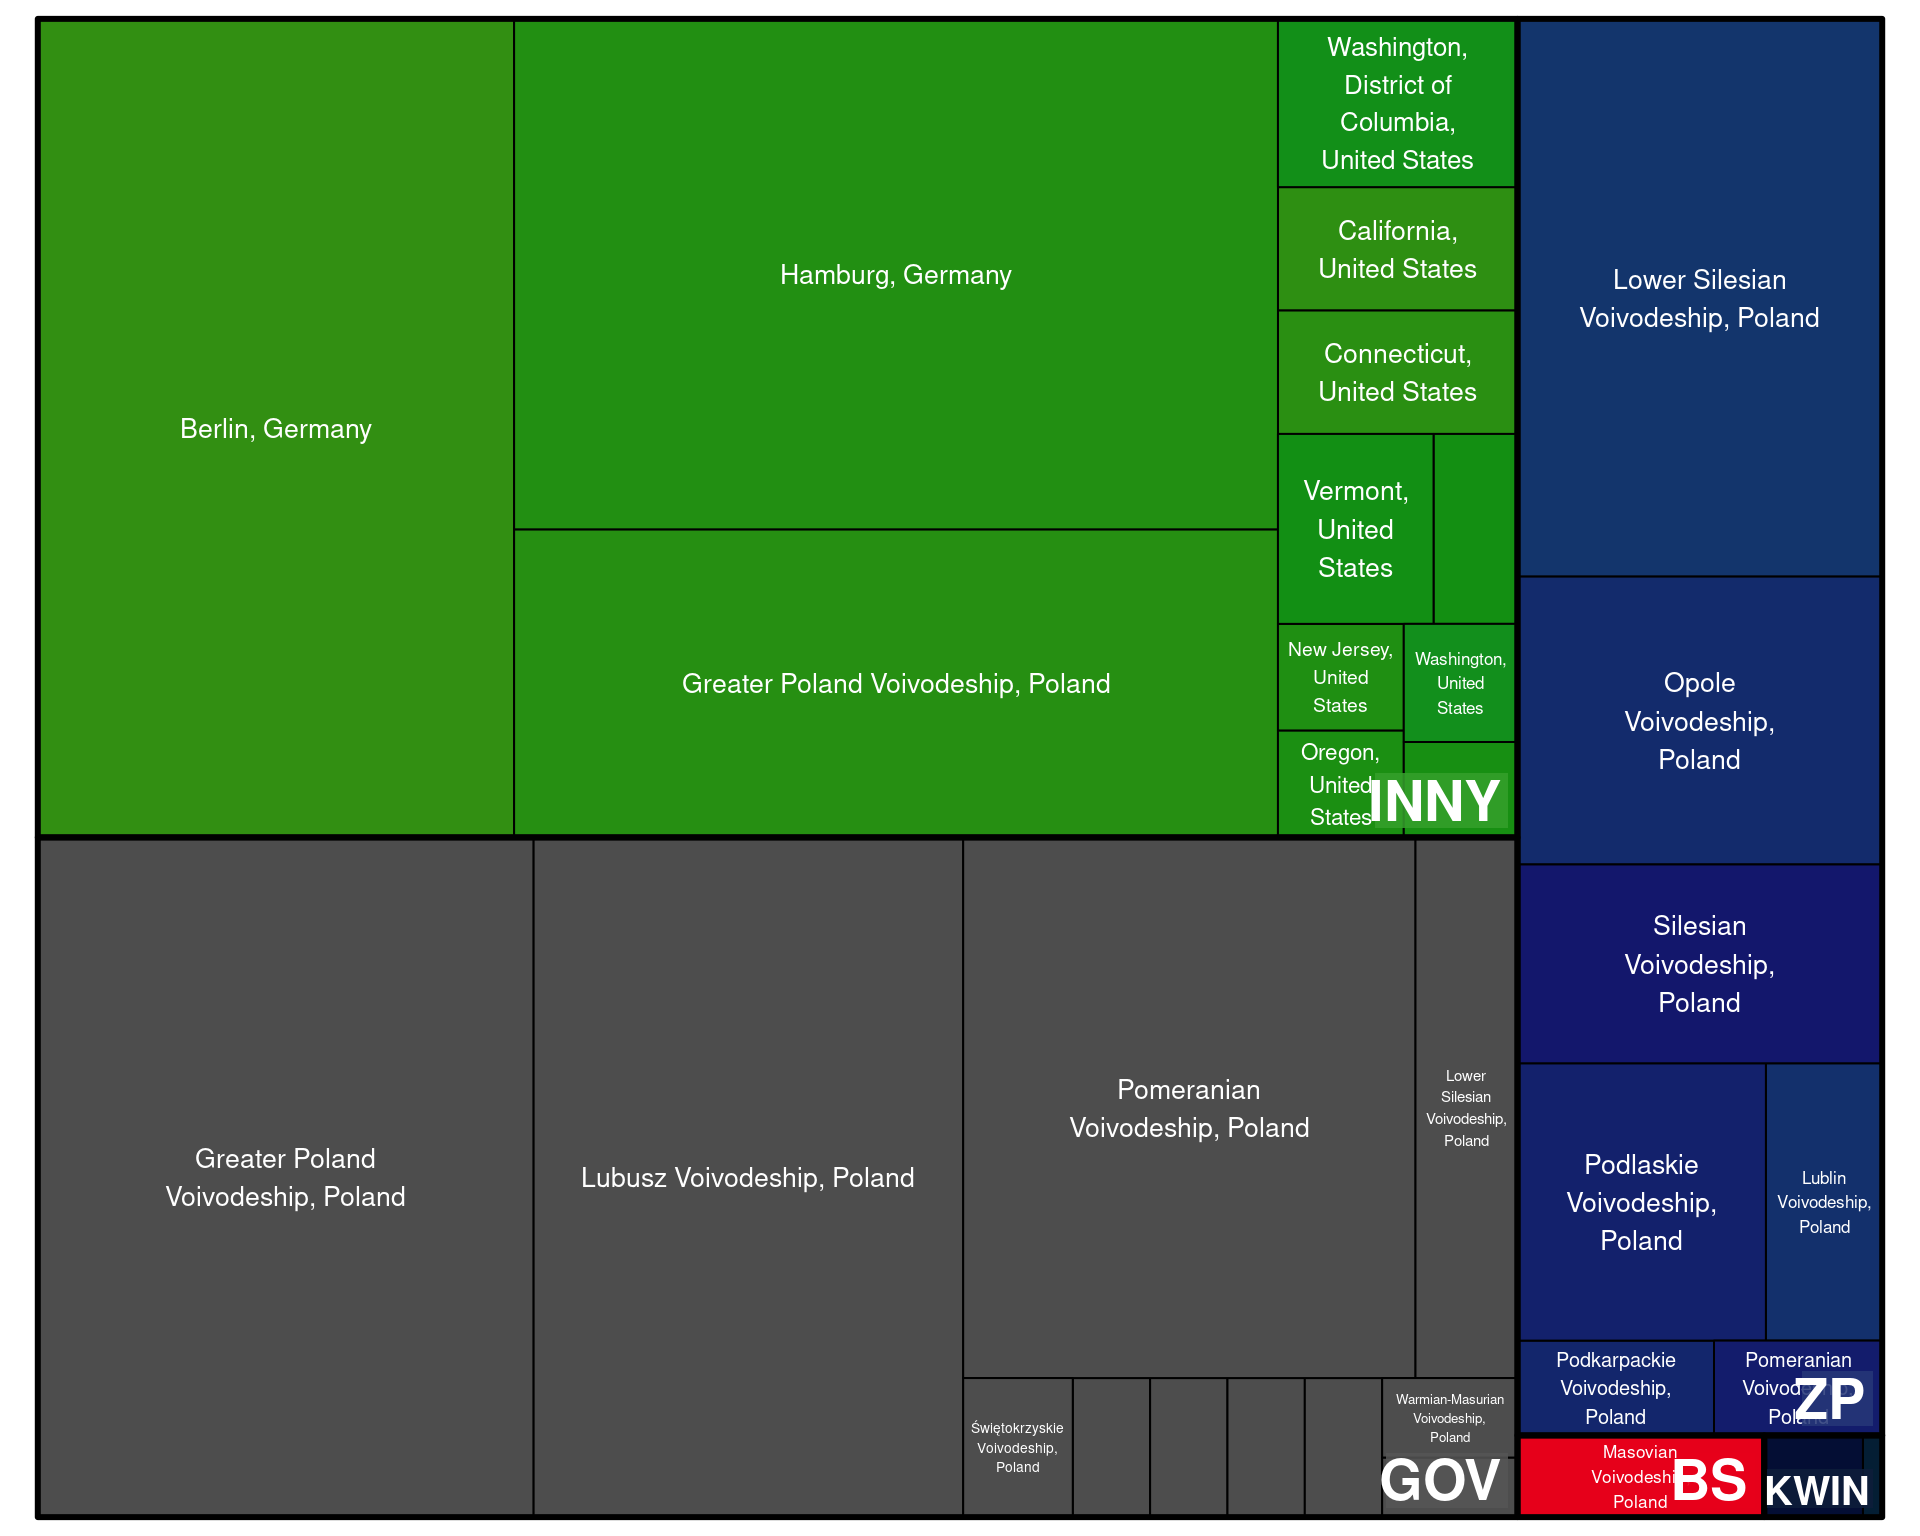 Berlin, Germany
Hamburg, Germany
Greater Poland Voivodeship, Poland
Washington,
District of
Columbia,
United States
California,
United States
Connecticut,
United States
Vermont,
United
States
New Jersey,
United
States
Washington,
United
States
Oregon,
United
States
INNY
Greater Poland
Voivodeship, Poland
Lubusz Voivodeship, Poland
Pomeranian
Voivodeship, Poland
Lower
Silesian
Voivodeship,
Poland
Świętokrzyskie
Voivodeship,
Poland
Warmian-Masurian
Voivodeship,
Poland
GOV
Lower Silesian
Voivodeship, Poland
Opole
Voivodeship,
Poland
Silesian
Voivodeship,
Poland
Podlaskie
Voivodeship,
Poland
Lublin
Voivodeship,
Poland
Podkarpackie
Voivodeship,
Poland
Pomeranian
Voivodeship,
Poland
ZP
Masovian
Voivodeship,
Poland
BS
KWIN